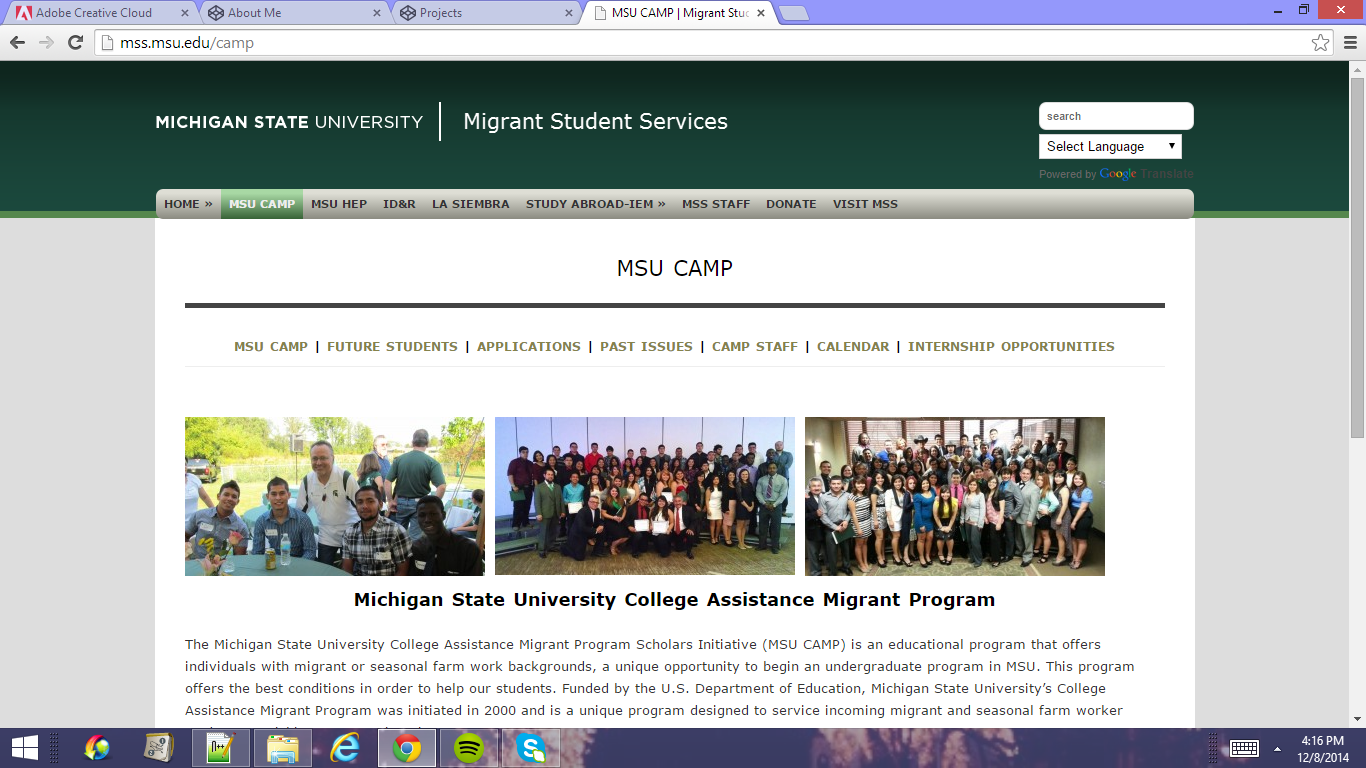 Adobe Creative Cloud
About Me
Projects
MSU CAMP | Migrant Stu
mss.msu.edu/camp
MICHIGAN STATE UNIVERSITY
Migrant Student Services
search
Select Language
Powered by Google Translate
HOME » MSU CAMP MSU HEP ID&R LA SIEMBRA STUDY ABROAD-IEM » MSS STAFF DONATE VISIT MSS
MSU CAMP
MSU CAMP | FUTURE STUDENTS | APPLICATIONS | PAST ISSUES | CAMP STAFF | CALENDAR | INTERNSHIP OPPORTUNITIES
Michigan State University College Assistance Migrant Program
The Michigan State University College Assistance Migrant Program Scholars Initiative (MSU CAMP) is an educational program that offers
individuals with migrant or seasonal farm work backgrounds, a unique opportunity to begin an undergraduate program in MSU. This program
offers the best conditions in order to help our students. Funded by the U.S. Department of Education, Michigan State University's College
Assistance Migrant Program was initiated in 2000 and is a unique program designed to service incoming migrant and seasonal farm worker
4:16 PM
12/8/2014